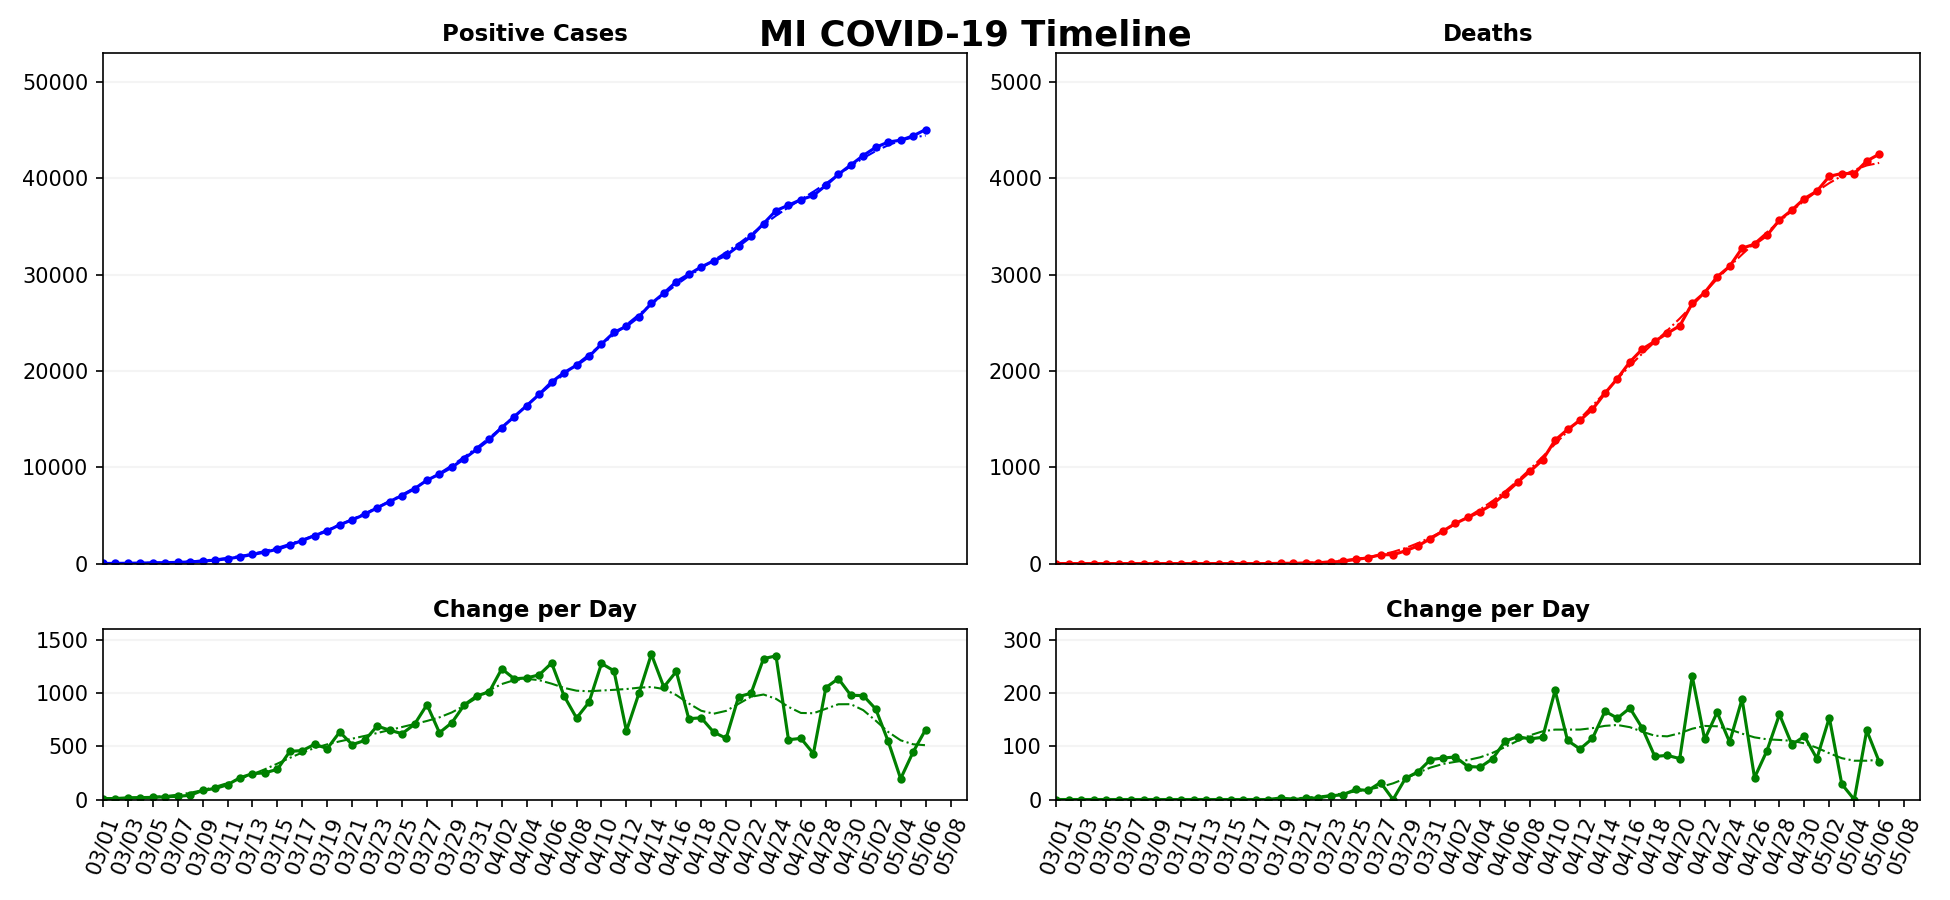 MI COVID-19 Timeline
Positive Cases
50000
40000
30000
20000
10000
0
Deaths
5000
4000
3000
2000
1000
0
Change per Day
1500
1000
500
0
03/01 03/03 03/05 03/07 03/09 03/11 03/13 03/15 03/17 03/19 03/21 03/23 03/25 03/27 03/29 03/31 04/02 04/04 04/06 04/08 04/10 04/12 04/14 04/16 04/18 04/20 04/22 04/24 04/26 04/28 04/30 05/02 05/04 05/06 05/08
Change per Day
300
200
100
0
03/01 03/03 03/05 03/07 03/09 03/11 03/13 03/15 03/17 03/19 03/21 03/23 03/25 03/27 03/29 03/31 04/02 04/04 04/06 04/08 04/10 04/12 04/14 04/16 04/18 04/20 04/22 04/24 04/26 04/28 04/30 05/02 05/04 05/06 05/08